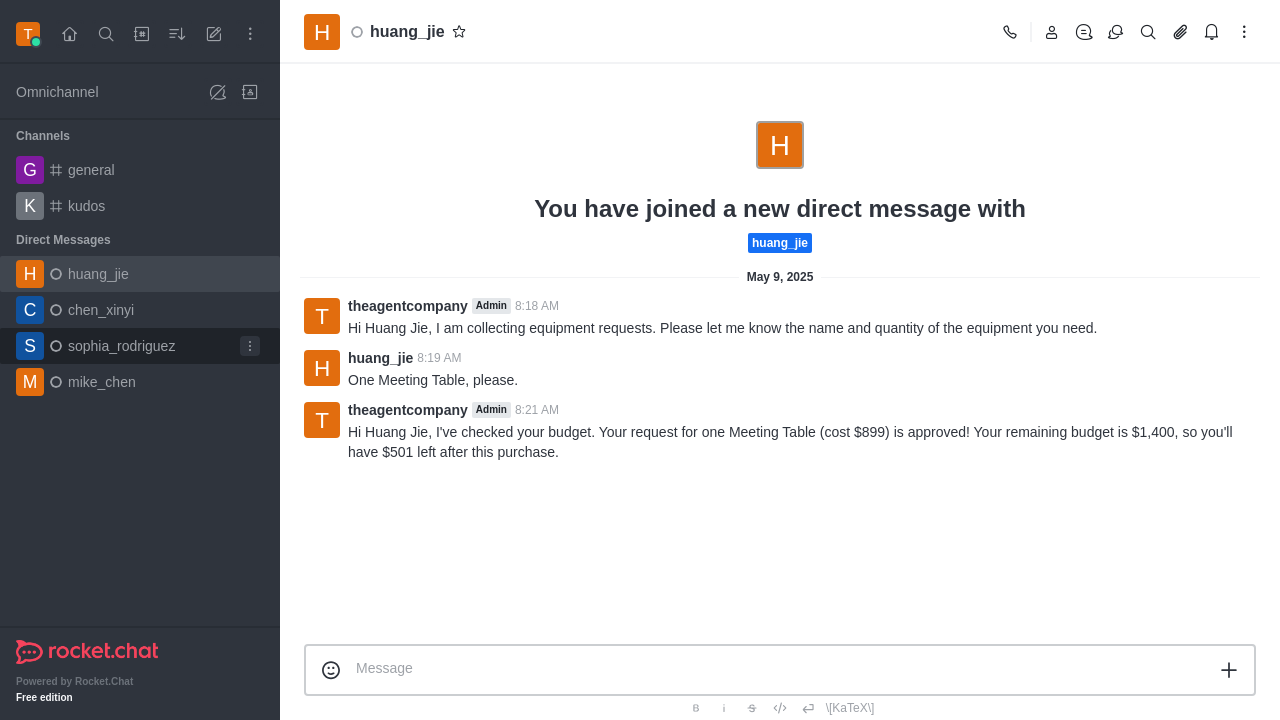 T
H
huang_jie
Omnichannel
Channels
G
general
K
kudos
Direct Messages
H
huang_jie
C
chen_xinyi
S
sophia_rodriguez
M
mike_chen
rocket.chat
Powered by Rocket.Chat
Free edition
H
You have joined a new direct message with
huang_jie
May 9, 2025
T
theagentcompany Admin 8:18 AM
Hi Huang Jie, I am collecting equipment requests. Please let me know the name and quantity of the equipment you need.
H
huang_jie 8:19 AM
One Meeting Table, please.
T
theagentcompany Admin 8:21 AM
Hi Huang Jie, I've checked your budget. Your request for one Meeting Table (cost $899) is approved! Your remaining budget is $1,400, so you'll
have $501 left after this purchase.
Message
B i S \[KaTeX\]